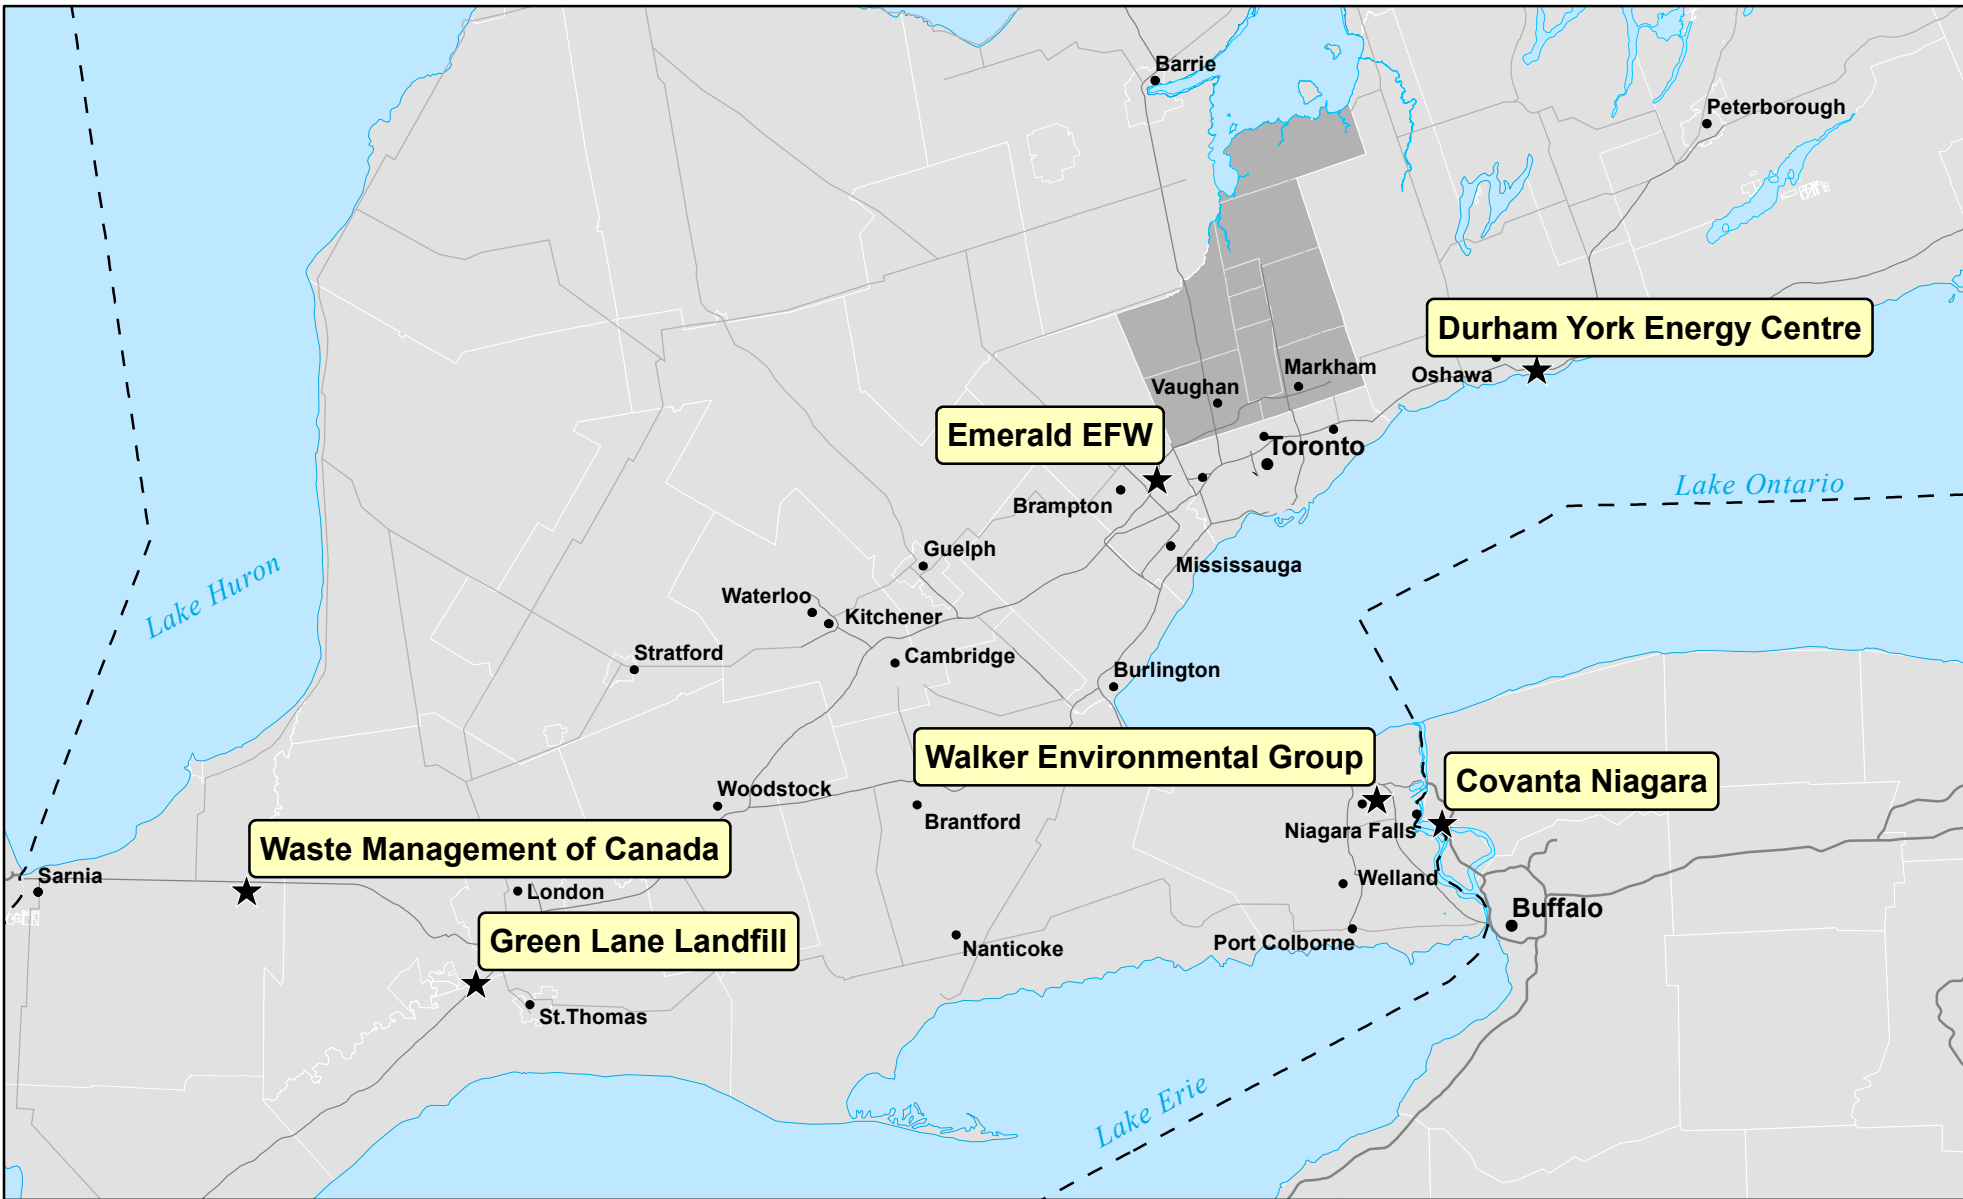 Barrie
Peterborough
Durham York Energy Centre
Markham
Oshawa
Vaughan
Emerald EFW
Toronto
Lake Ontario
Brampton
Guelph
Mississauga
Lake Huron
Waterloo
Kitchener
Stratford
Cambridge
Burlington
Walker Environmental Group
Covanta Niagara
Woodstock
Brantford
Niagara Falls
Waste Management of Canada
Sarnia
London
Welland
Buffalo
Green Lane Landfill
Nanticoke
Port Colborne
St.Thomas
Lake Erie